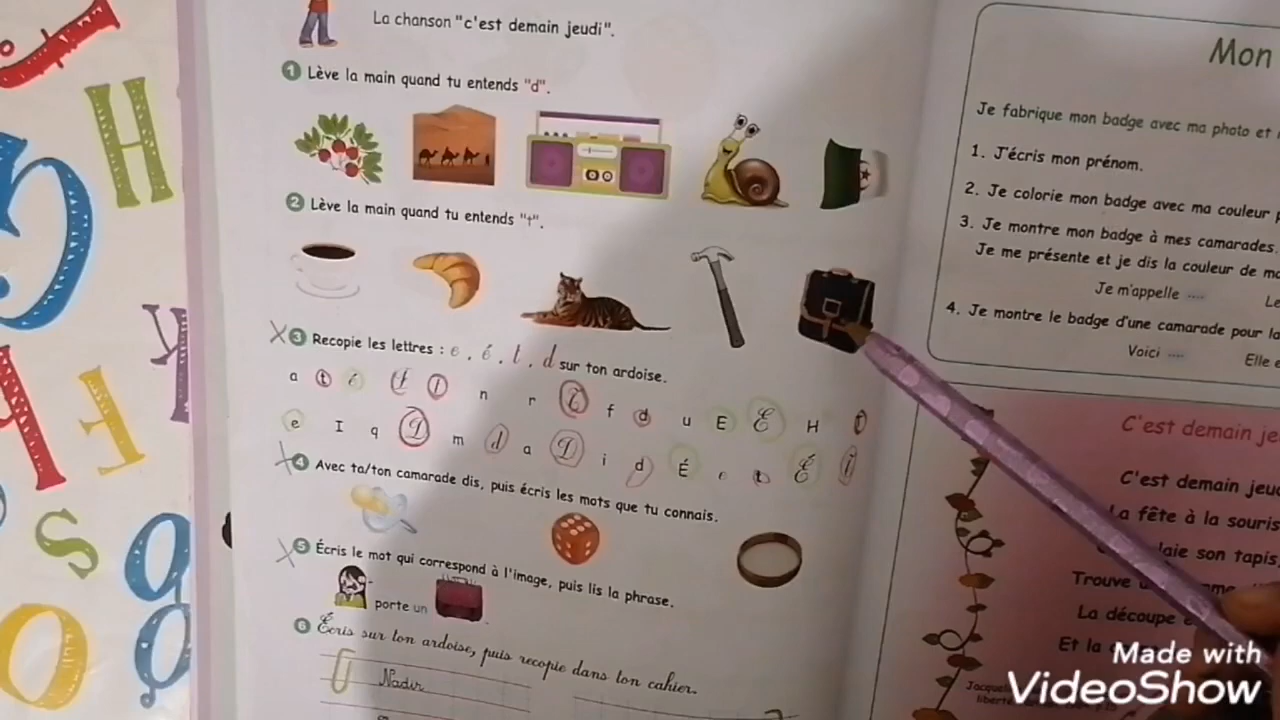 La chanson "c'est demain jeudi".
1 Lève la main quand tu entends "d".
2 Lève la main quand tu entends "t".
3 Recopie les lettres : e , é , t , d sur ton ardoise.
a t é t t n r t f d u E E H t
e I q D m d a D i d É e t É
4 Avec ta/ton camarade dis, puis écris les mots que tu connais.
5 Écris le mot qui correspond à l'image, puis lis la phrase.
porte un
6 Écris sur ton ardoise, puis recopie dans ton cahier.
Nadir
Mon
Je fabrique mon badge avec ma photo et
1. J'écris mon prénom.
2. Je colorie mon badge avec ma couleur
3. Je montre mon badge à mes camarades.
Je me présente et je dis la couleur de
Je m'appelle ....
4. Je montre le badge d'une camarade pour
Voici .... Elle
C'est demain
C'est demain
La fête à la souris
son tapis,
Trouve
La découpe
Et la
H
S
Made with
VideoShow